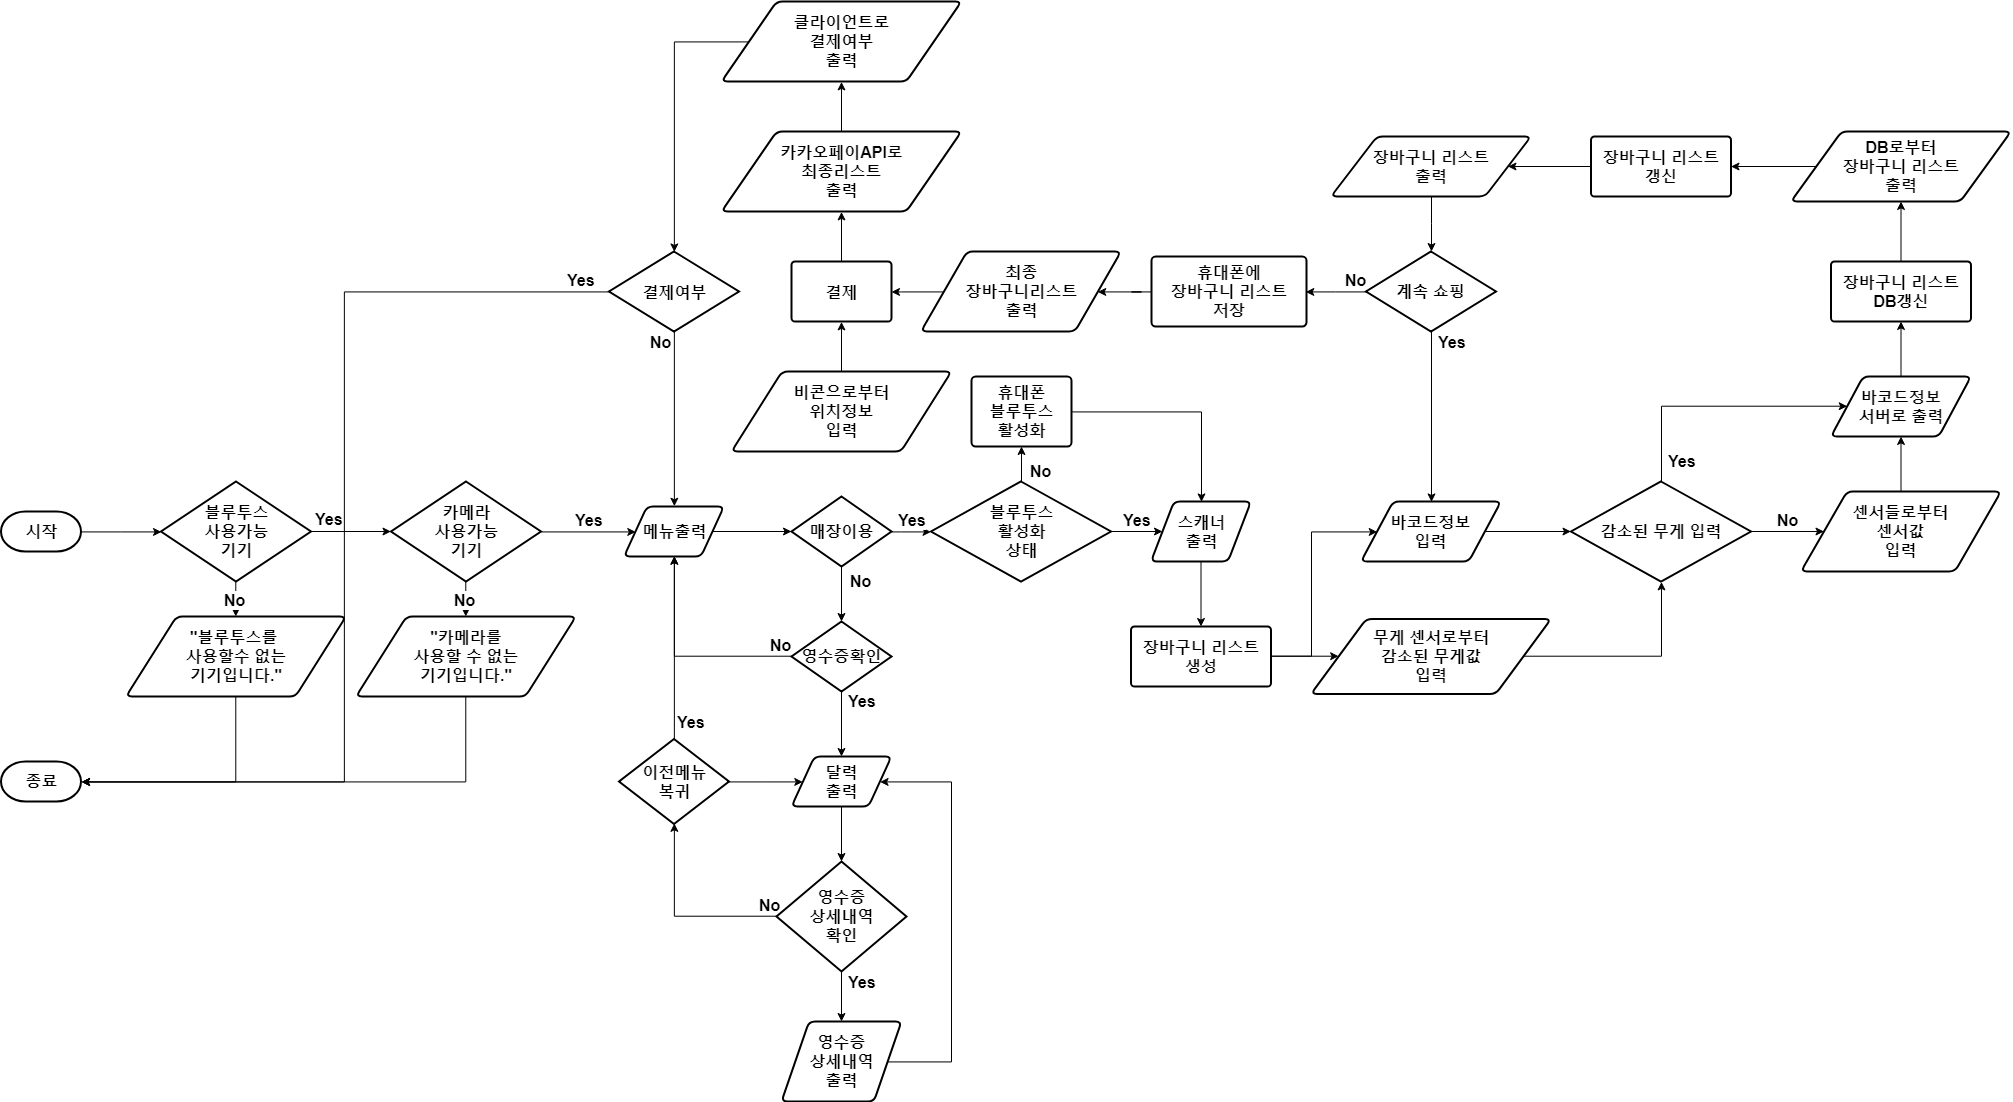 클라이언트로
결제여부
출력
카카오페이API로
최종리스트
출력
장바구니 리스트
출력
장바구니 리스트
갱신
DB로부터
장바구니 리스트
출력
Yes
결제여부
No
결제
최종
장바구니리스트
출력
휴대폰에
장바구니 리스트
저장
No
계속 쇼핑
Yes
장바구니 리스트
DB갱신
비콘으로부터
위치정보
입력
휴대폰
블루투스
활성화
No
바코드정보
서버로 출력
Yes
시작
블루투스
사용가능
기기
Yes
No
카메라
사용가능
기기
Yes
No
메뉴출력
매장이용
Yes
No
블루투스
활성화
상태
Yes
스캐너
출력
바코드정보
입력
감소된 무게 입력
No
센서들로부터
센서값
입력
"블루투스를
사용할수 없는
기기입니다."
"카메라를
사용할 수 없는
기기입니다."
No
영수증확인
Yes
장바구니 리스트
생성
무게 센서로부터
감소된 무게값
입력
Yes
종료
이전메뉴
복귀
달력
출력
No
영수증
상세내역
확인
Yes
영수증
상세내역
출력